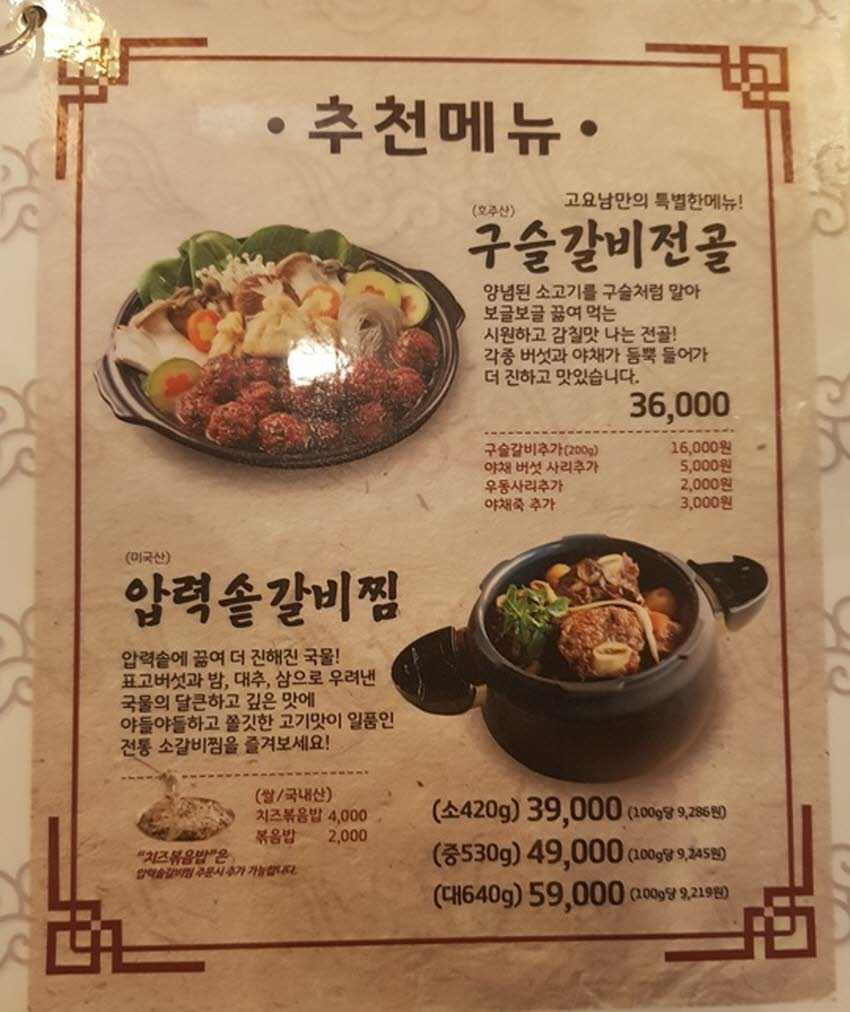 • 추천메뉴 •
고요남만의 특별한메뉴!
(호주산)
구슬갈비전골
양념된 소고기를 구슬처럼 말아
보글보글 끓여 먹는
시원하고 감칠맛 나는 전골!
각종 버섯과 야채가 듬뿍 들어가
더 진하고 맛있습니다.
36,000
구슬갈비추가(200g) 16,000원
야채 버섯 사리추가 5,000원
우동사리추가 2,000원
야채죽 추가 3,000원
(미국산)
압력솥갈비찜
압력솥에 끓여 더 진해진 국물!
표고버섯과 밤, 대추, 삼으로 우려낸
국물의 달큰하고 깊은 맛에
야들야들하고 쫄깃한 고기맛이 일품인
전통 소갈비찜을 즐겨보세요!
(쌀/국내산)
치즈볶음밥 4,000
볶음밥 2,000
"치즈볶음밥"은
압력솥갈비찜 주문시 추가 가능합니다.
(소420g) 39,000 (100g당 9,286원)
(중530g) 49,000 (100g당 9,245원)
(대640g) 59,000 (100g당 9,219원)